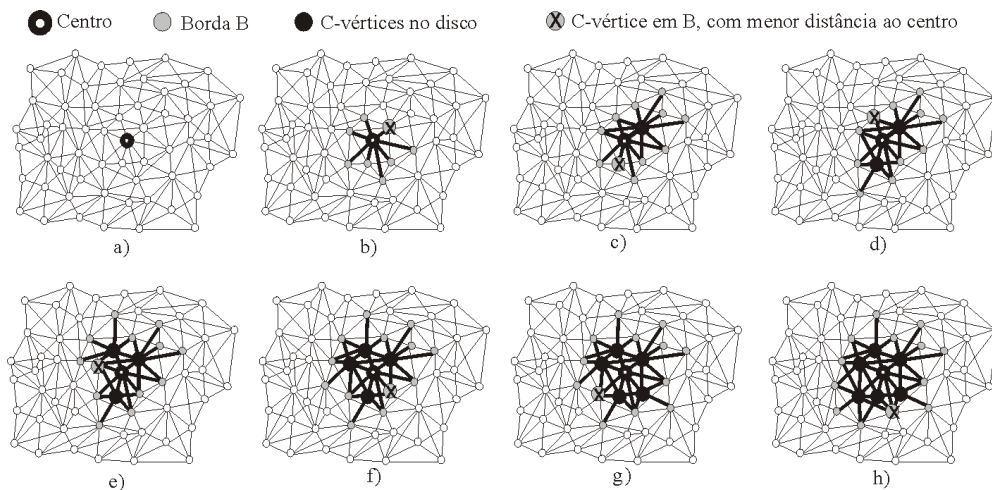 Centro
Borda B
C-vértices no disco
C-vértice em B, com menor distância ao centro
a)
b)
c)
d)
e)
f)
g)
h)